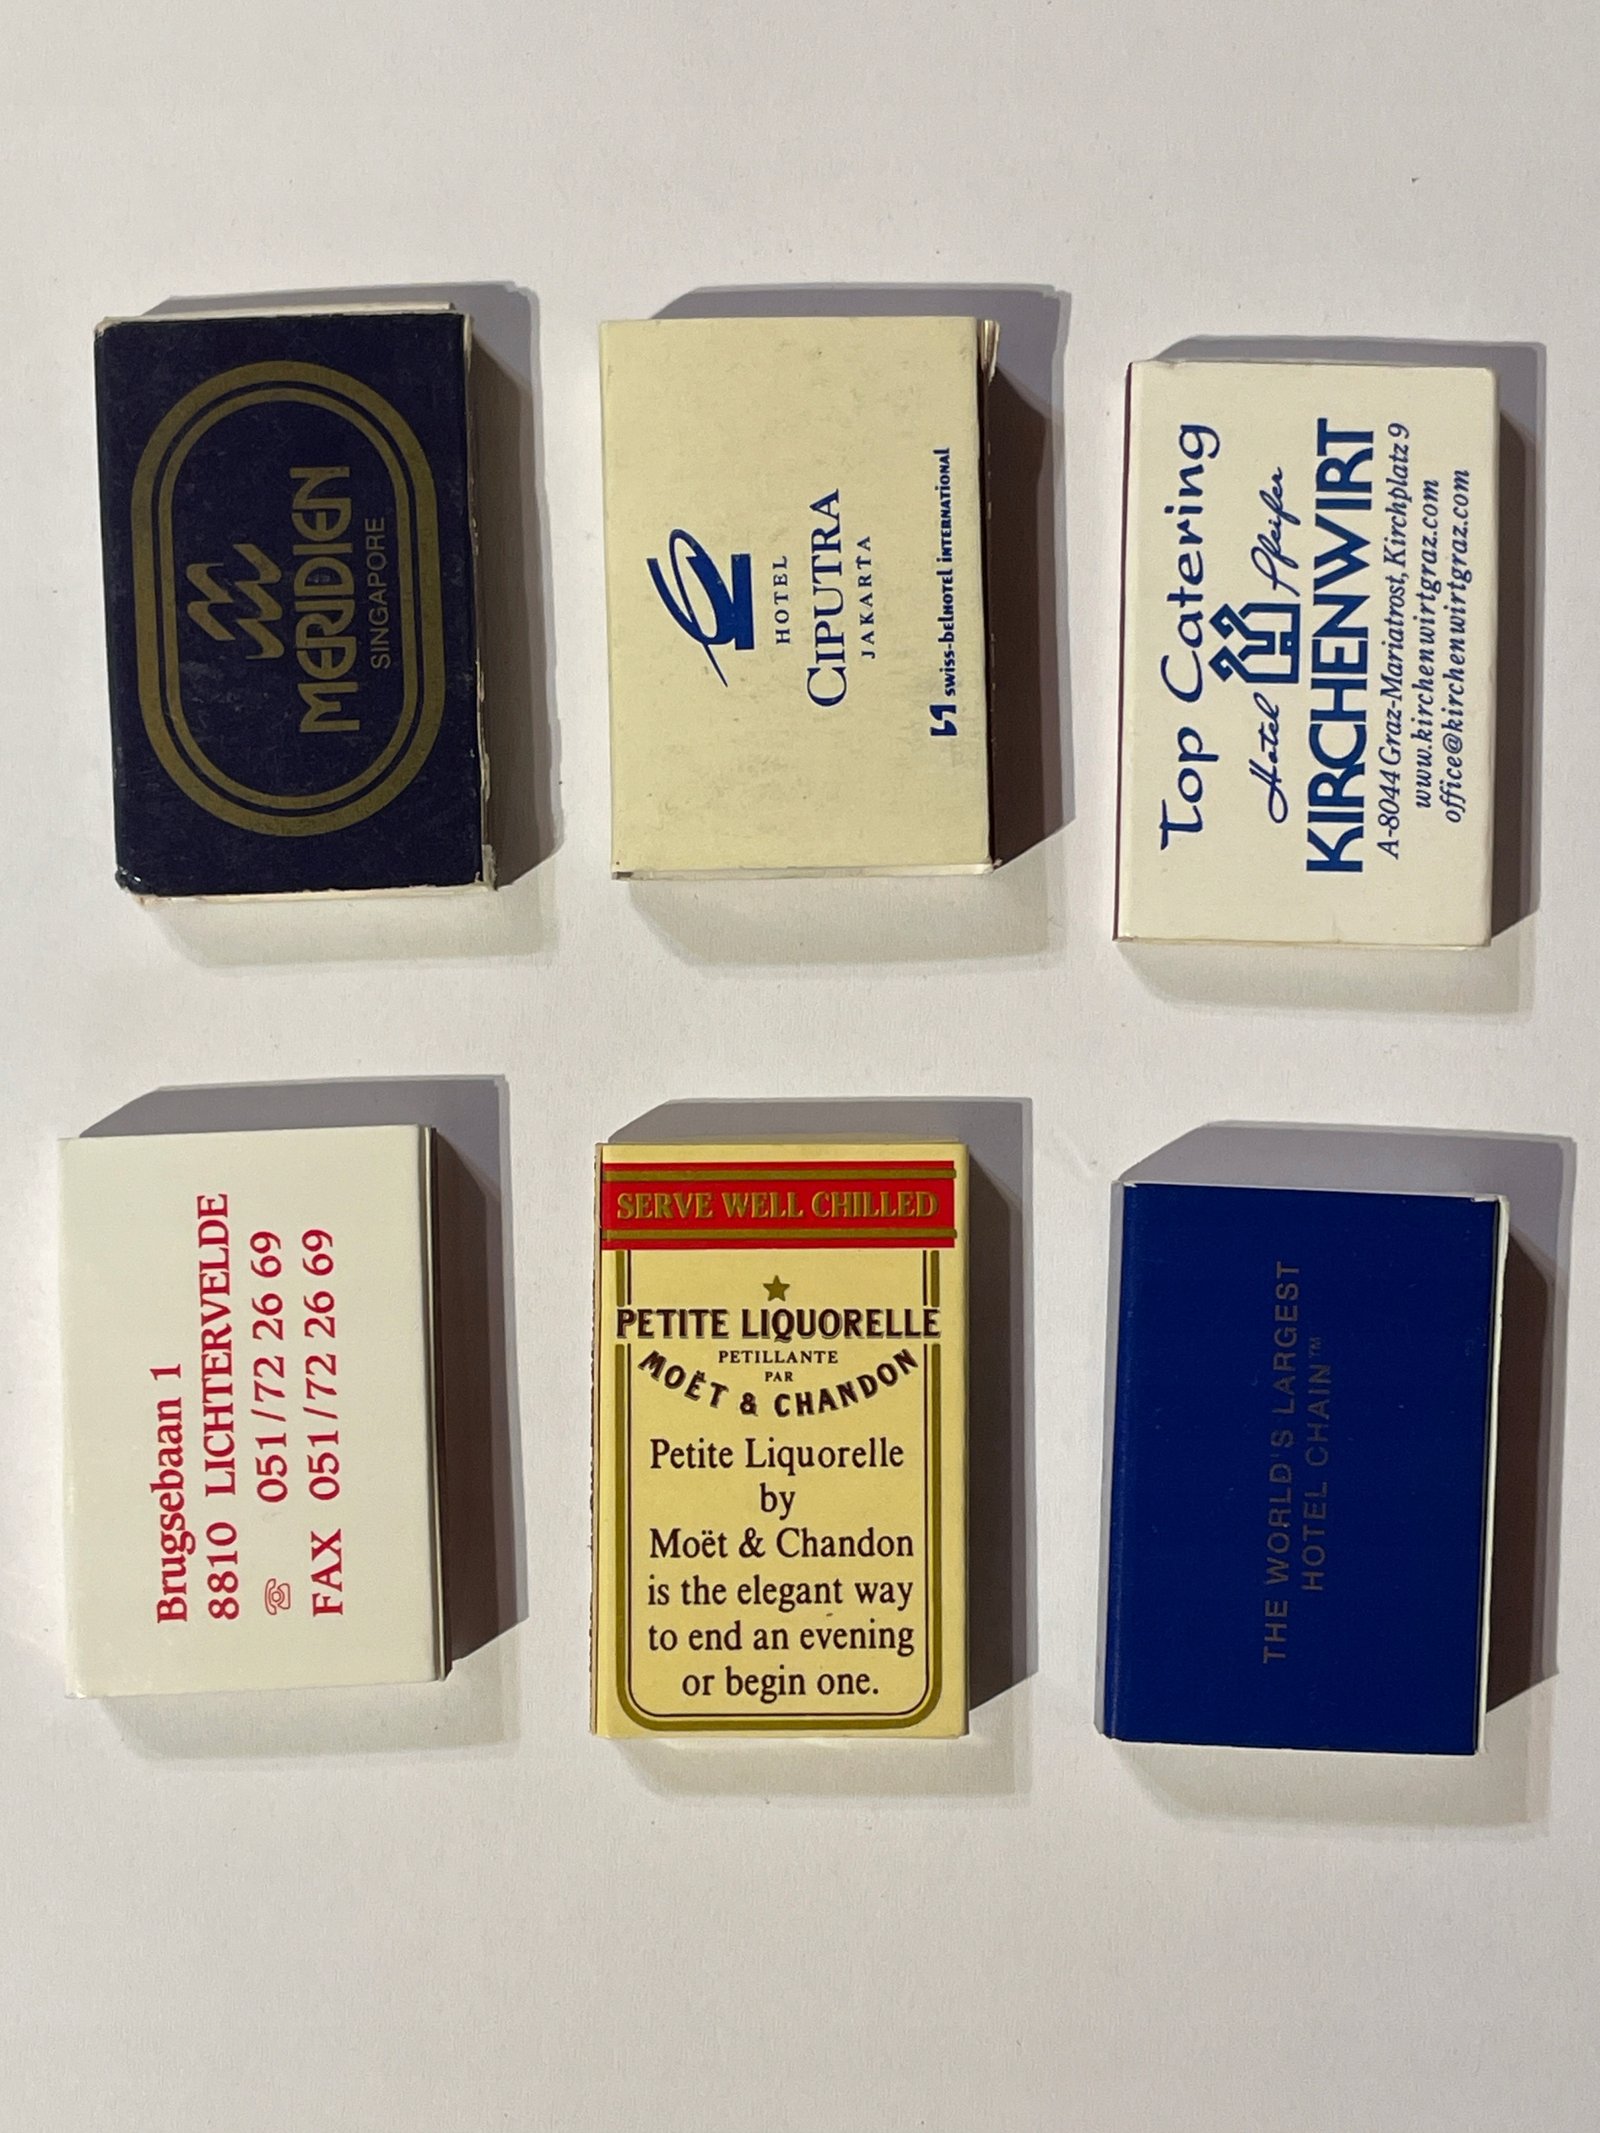 MERIDIEN
SINGAPORE
HOTEL
CIPUTRA
JAKARTA
swiss-belhotel international
Top Catering
Hotel Pfeifer
KIRCHENWIRT
A-8044 Graz-Mariatrost, Kirchplatz 9
www.kirchenwirtgraz.com
office@kirchenwirtgraz.com
Brugsebaan 1
8810 LICHTERVELDE
☏ 051/72 26 69
FAX 051/72 26 69
SERVE WELL CHILLED
PETITE LIQUORELLE
PETILLANTE
PAR
MOËT & CHANDON
Petite Liquorelle
by
Moët & Chandon
is the elegant way
to end an evening
or begin one.
THE WORLD'S LARGEST
HOTEL CHAIN™